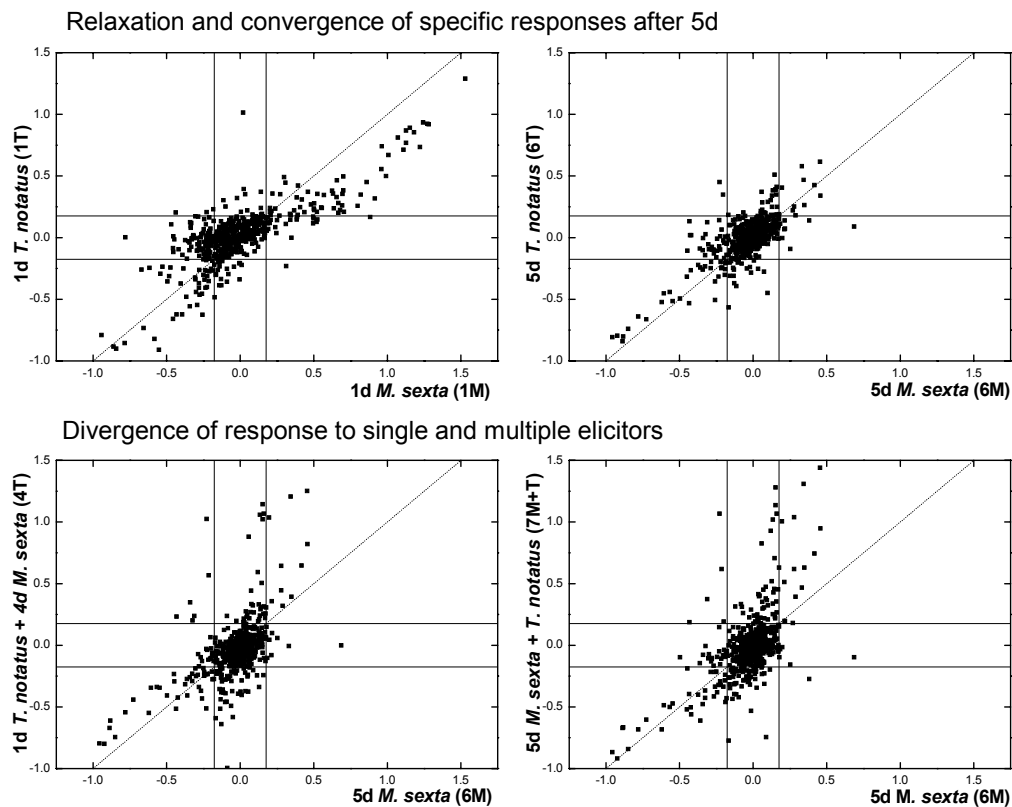 Relaxation and convergence of specific responses after 5d
1.5
1.0
0.5
0.0
-0.5
-1.0
1d T. notatus (1T)
-1.0 -0.5 0.0 0.5 1.0 1.5
1d M. sexta (1M)
1.5
1.0
0.5
0.0
-0.5
-1.0
5d T. notatus (6T)
-1.0 -0.5 0.0 0.5 1.0 1.5
5d M. sexta (6M)
Divergence of response to single and multiple elicitors
1.5
1.0
0.5
0.0
-0.5
-1.0
1d T. notatus + 4d M. sexta (4T)
-1.0 -0.5 0.0 0.5 1.0 1.5
5d M. sexta (6M)
1.5
1.0
0.5
0.0
-0.5
-1.0
5d M. sexta + T. notatus (7M+T)
-1.0 -0.5 0.0 0.5 1.0 1.5
5d M. sexta (6M)